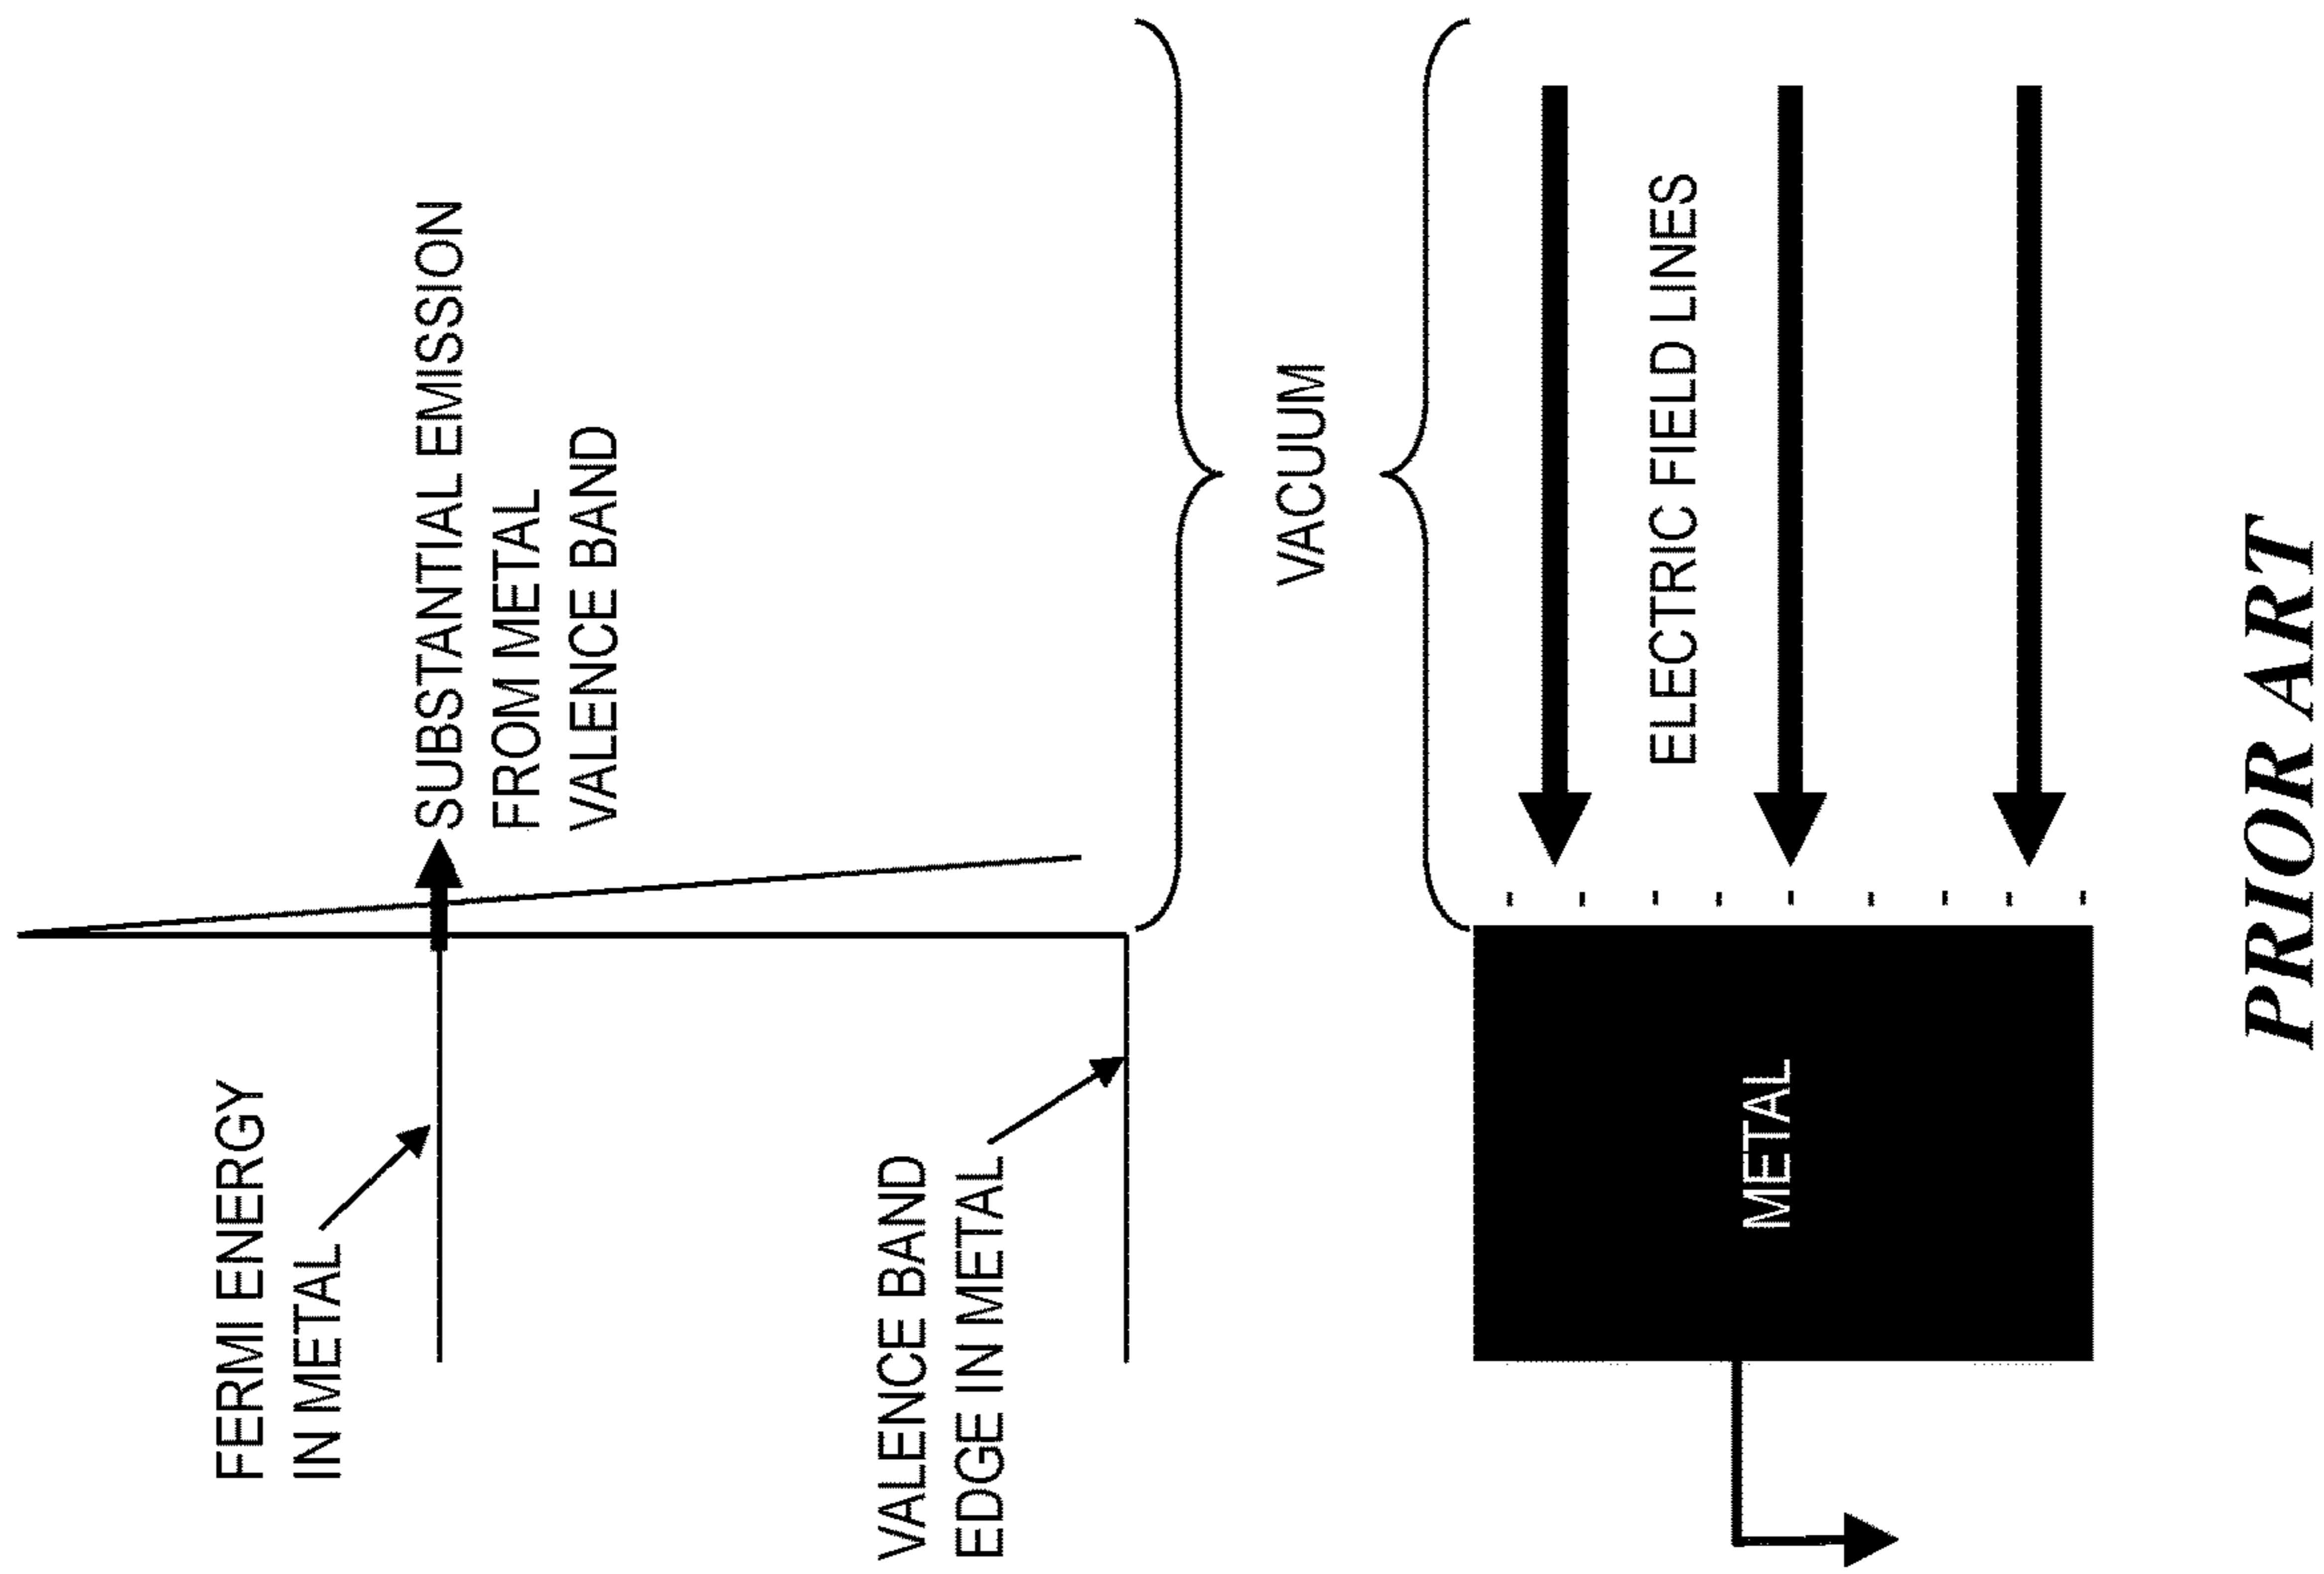 FERMI ENERGY
IN METAL
SUBSTANTIAL EMISSION
FROM METAL
VALENCE BAND
VALENCE BAND
EDGE IN METAL
VACUUM
METAL
ELECTRIC FIELD LINES
PRIOR ART